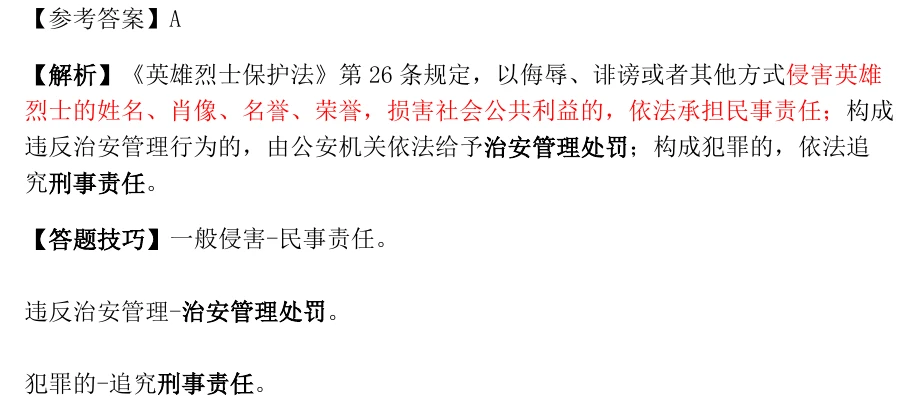 【参考答案】A
【解析】《英雄烈士保护法》第 26 条规定，以侮辱、诽谤或者其他方式侵害英雄
烈士的姓名、肖像、名誉、荣誉，损害社会公共利益的，依法承担民事责任；构成
违反治安管理行为的，由公安机关依法给予治安管理处罚；构成犯罪的，依法追
究刑事责任。
【答题技巧】一般侵害-民事责任。
违反治安管理-治安管理处罚。
犯罪的-追究刑事责任。